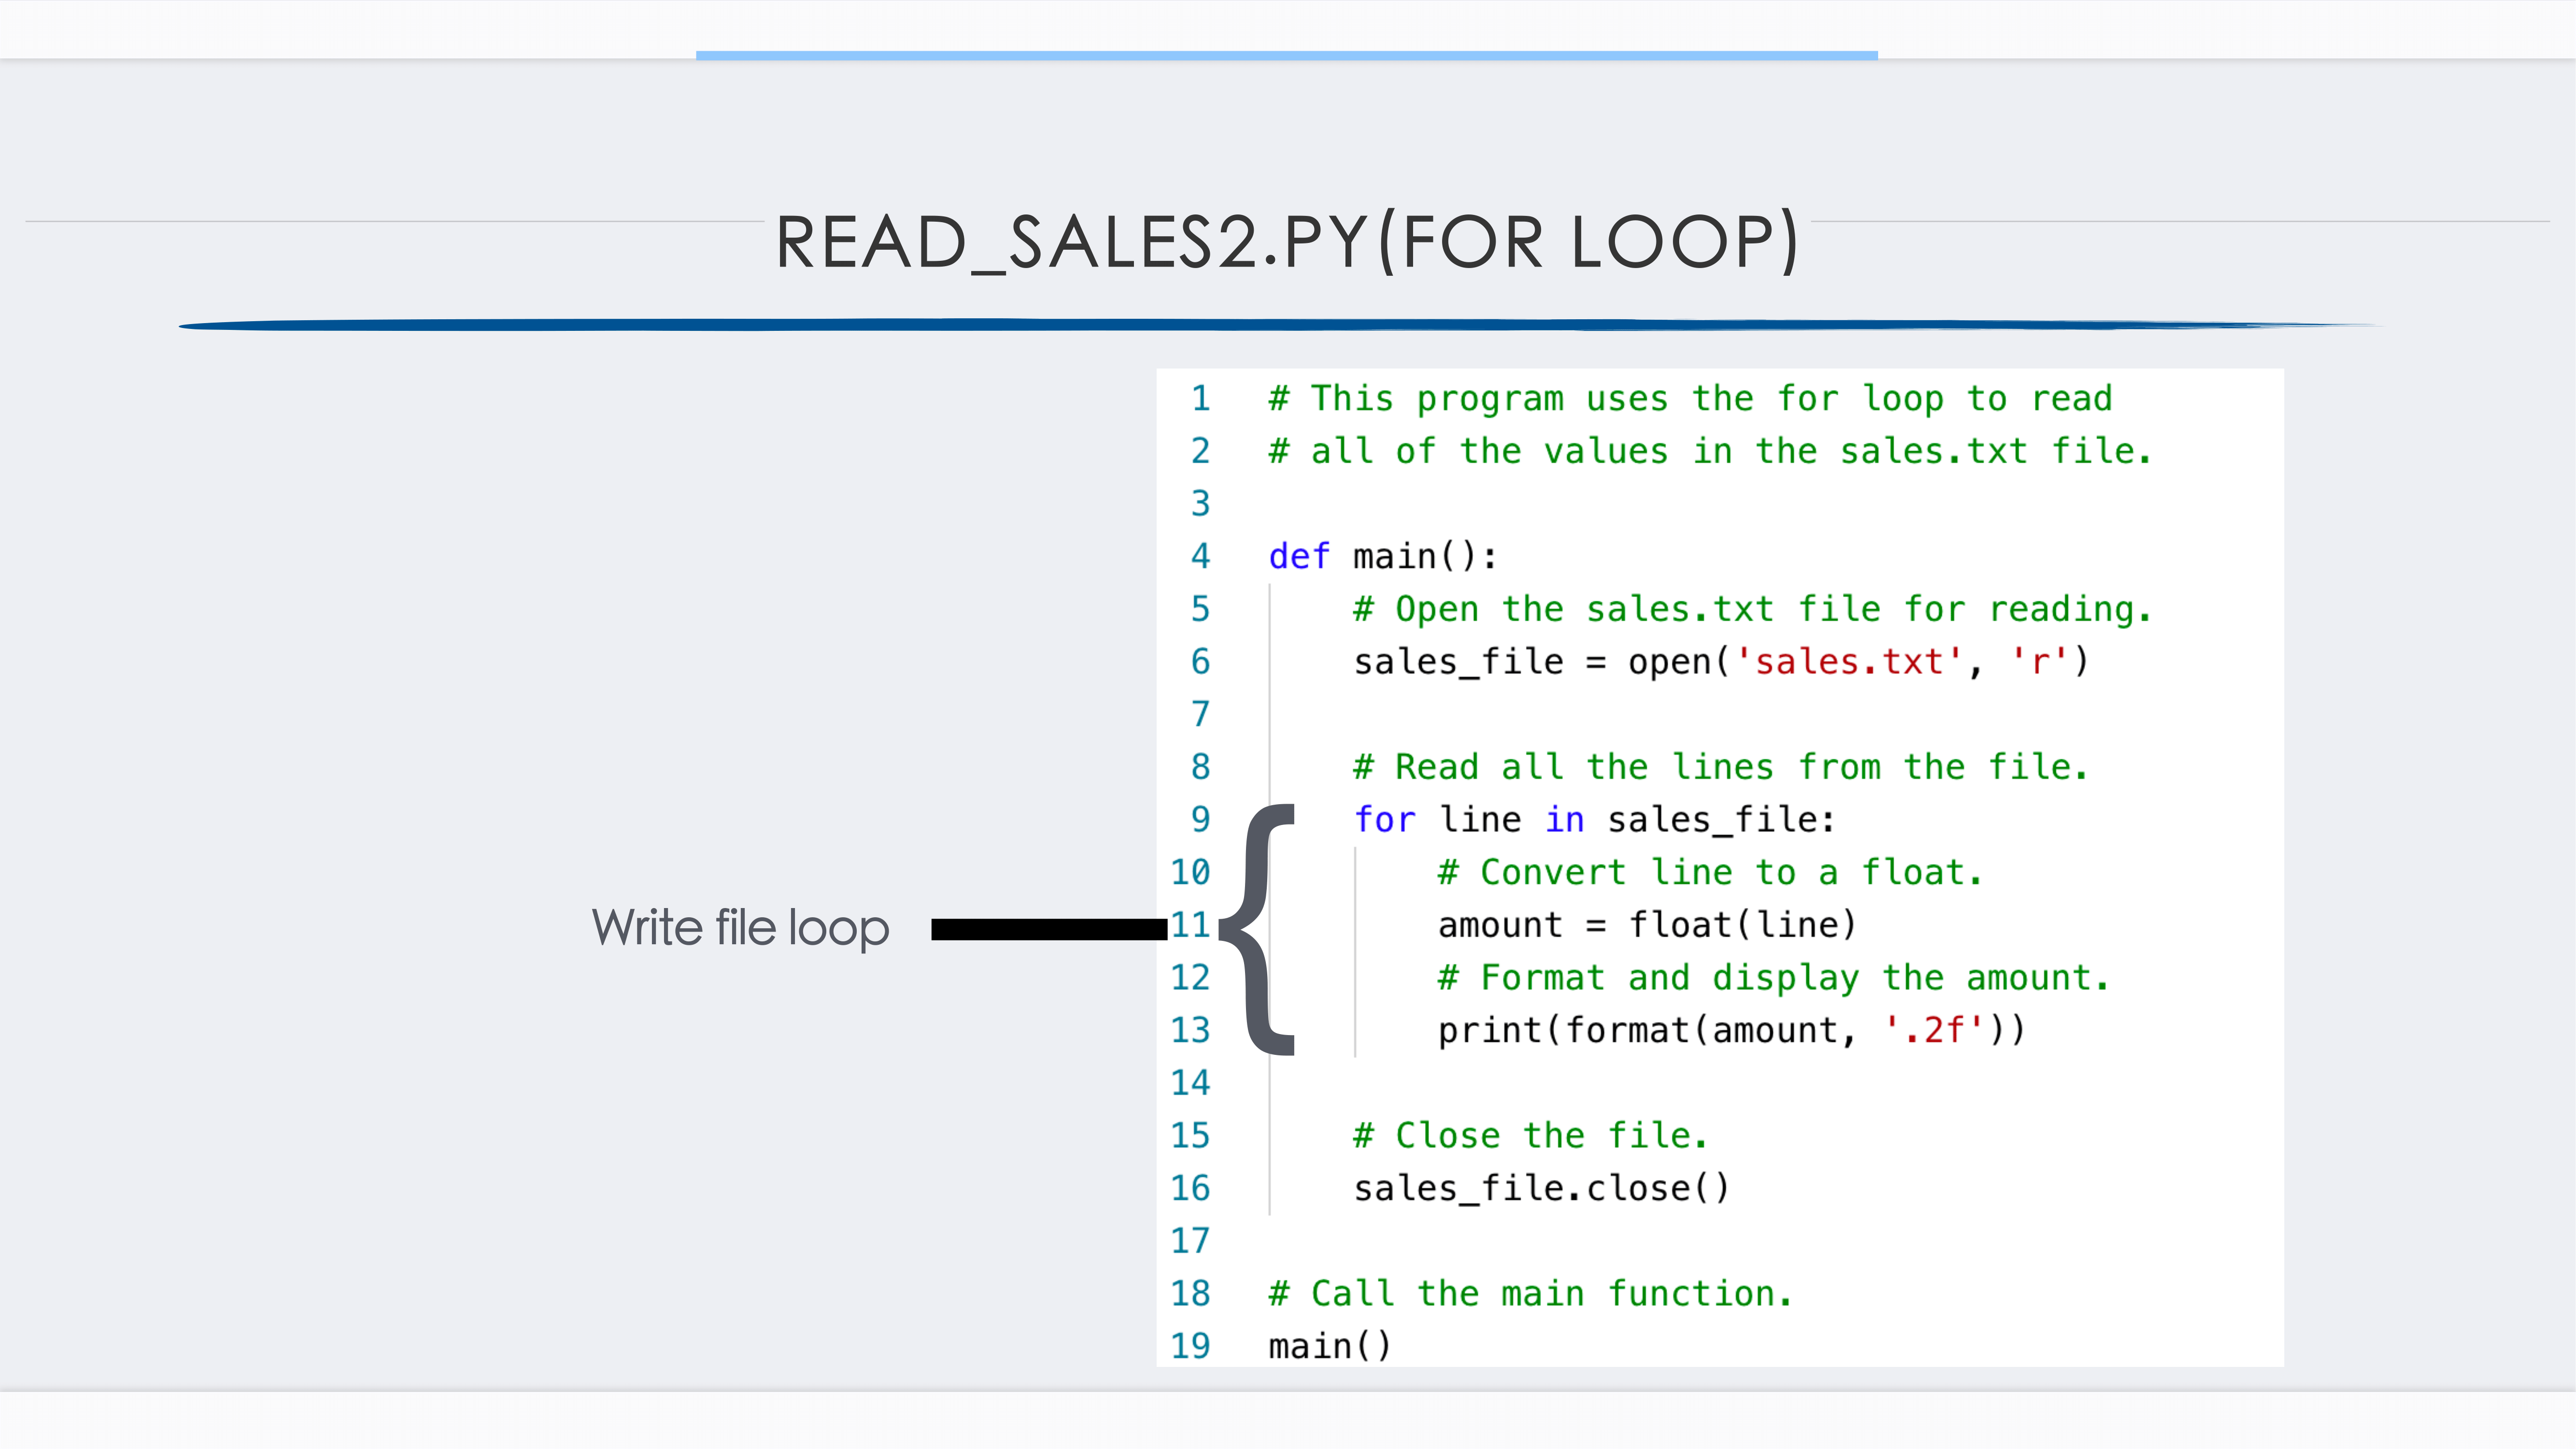 READ_SALES2.PY(FOR LOOP)
Write file loop
1 # This program uses the for loop to read
2 # all of the values in the sales.txt file.
3
4 def main():
5     # Open the sales.txt file for reading.
6     sales_file = open('sales.txt', 'r')
7
8     # Read all the lines from the file.
9     for line in sales_file:
10         # Convert line to a float.
11         amount = float(line)
12         # Format and display the amount.
13         print(format(amount, '.2f'))
14
15     # Close the file.
16     sales_file.close()
17
18 # Call the main function.
19 main()